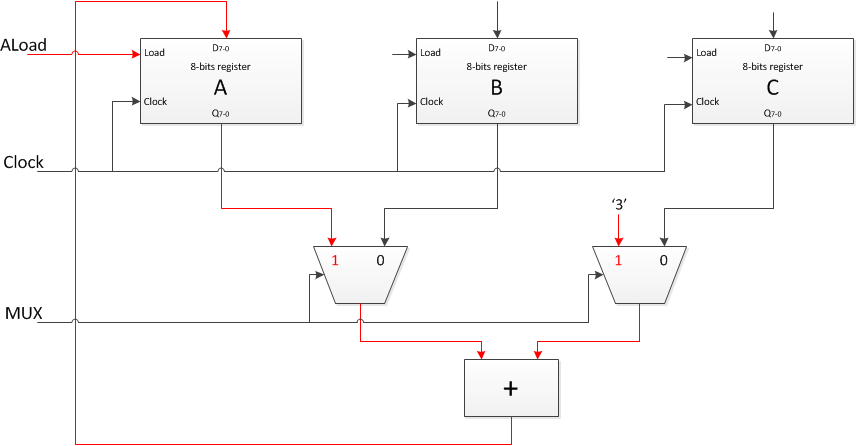 ALoad
Load
D7-0
8-bits register
A
Clock
Q7-0
Load
D7-0
8-bits register
B
Clock
Q7-0
Load
D7-0
8-bits register
C
Clock
Q7-0
Clock
‘3’
1 0
1 0
MUX
+